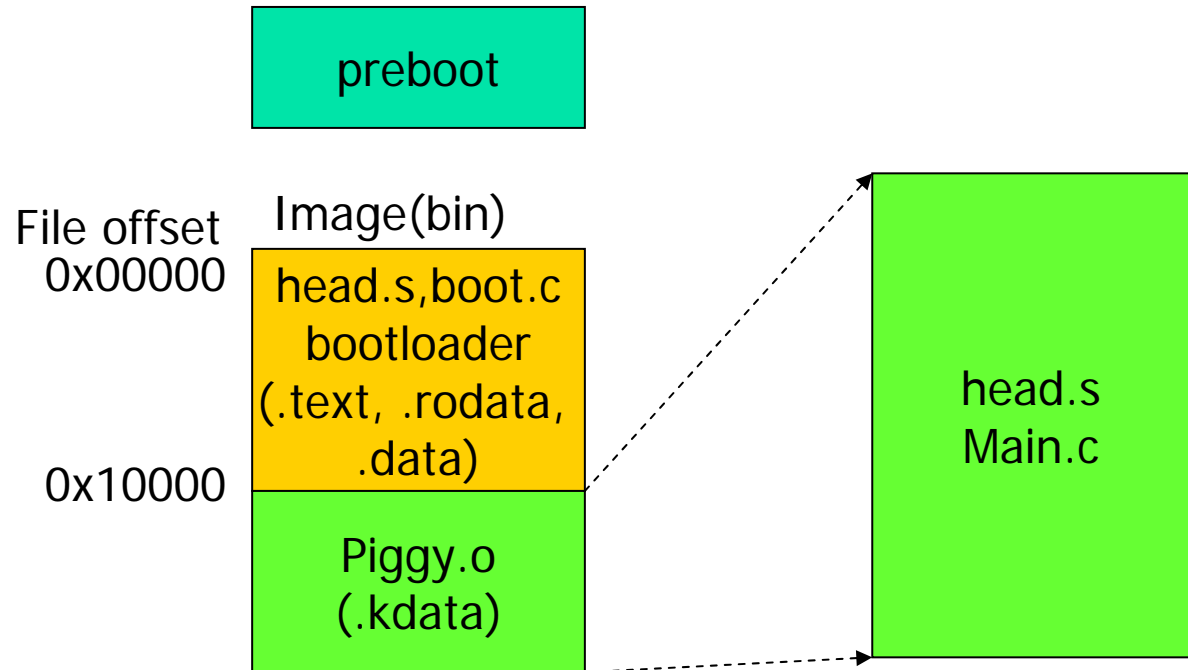 preboot
Image(bin)
File offset
0x00000
head.s,boot.c
bootloader
(.text, .rodata,
.data)
0x10000
Piggy.o
(.kdata)
head.s
Main.c